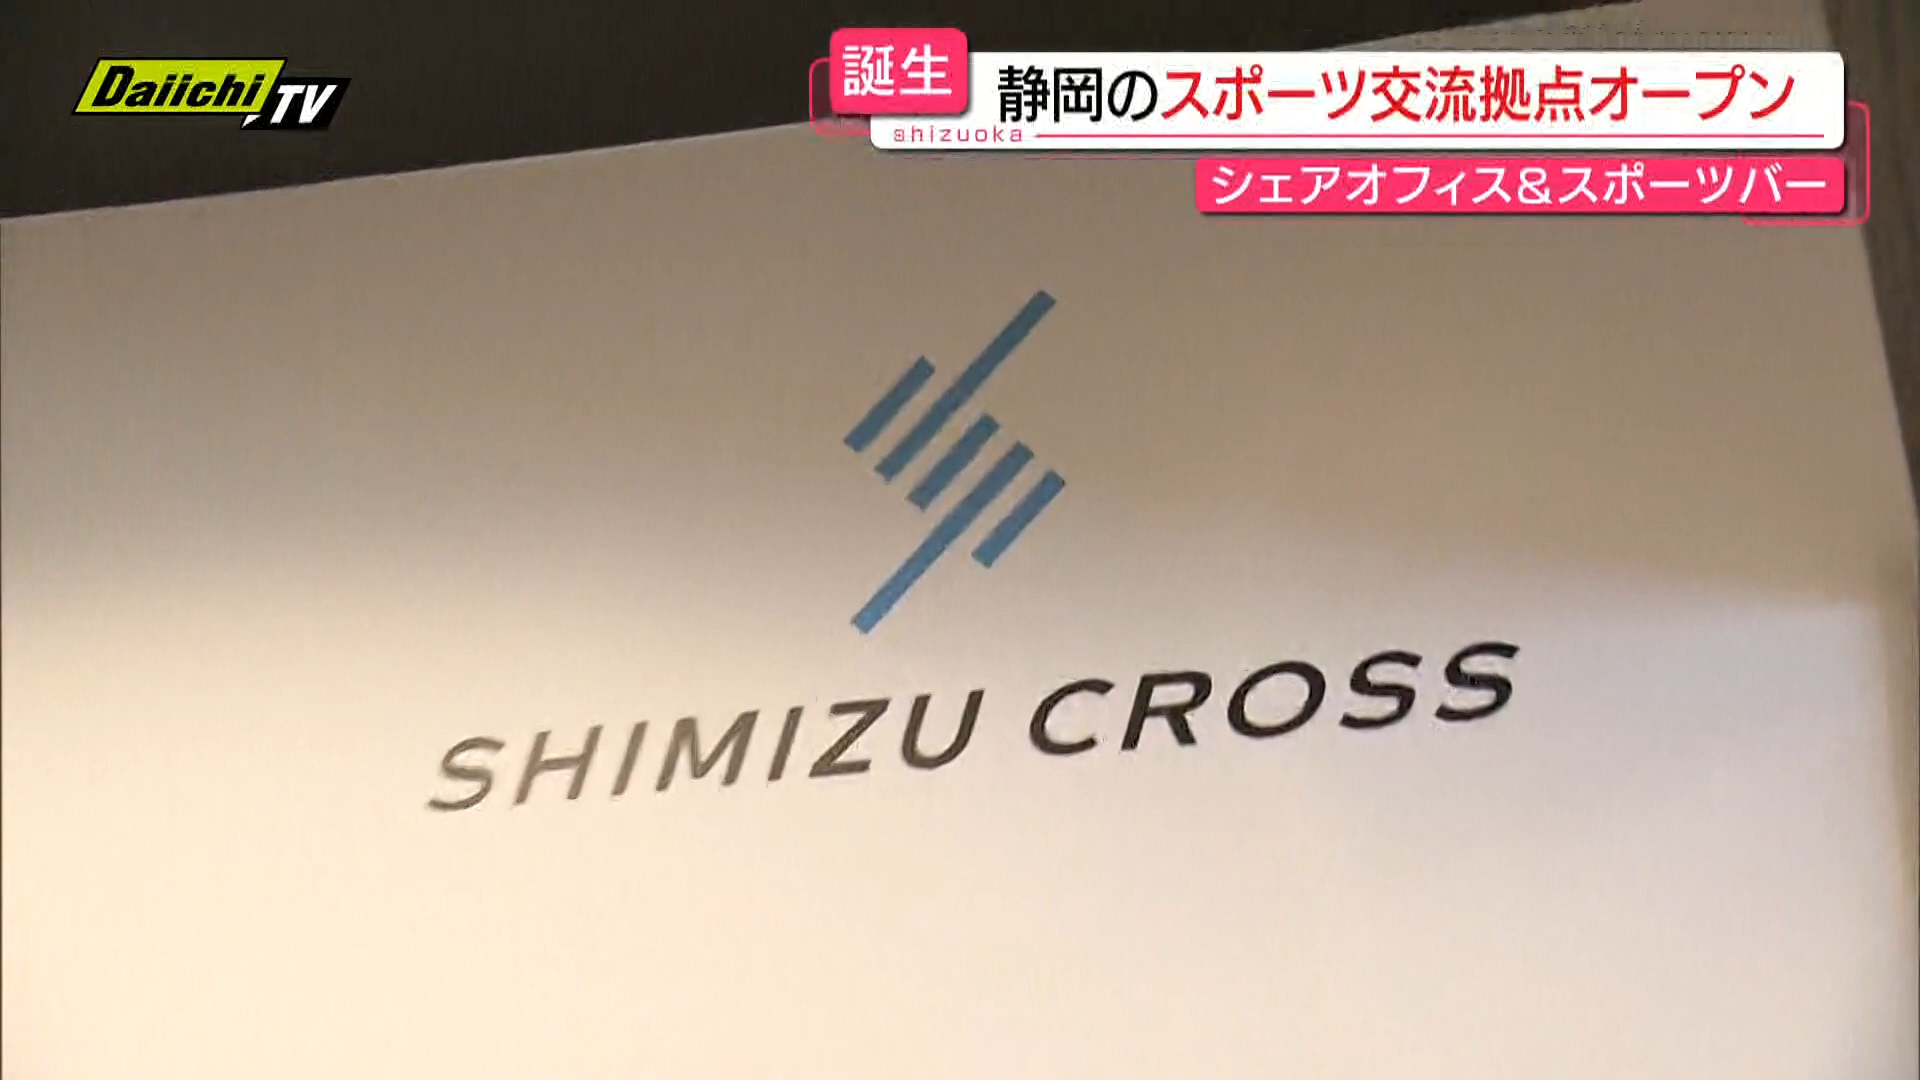 Daiichi-TV
誕生
静岡のスポーツ交流拠点オープン
shizuoka
シェアオフィス&スポーツバー
SHIMIZU CROSS